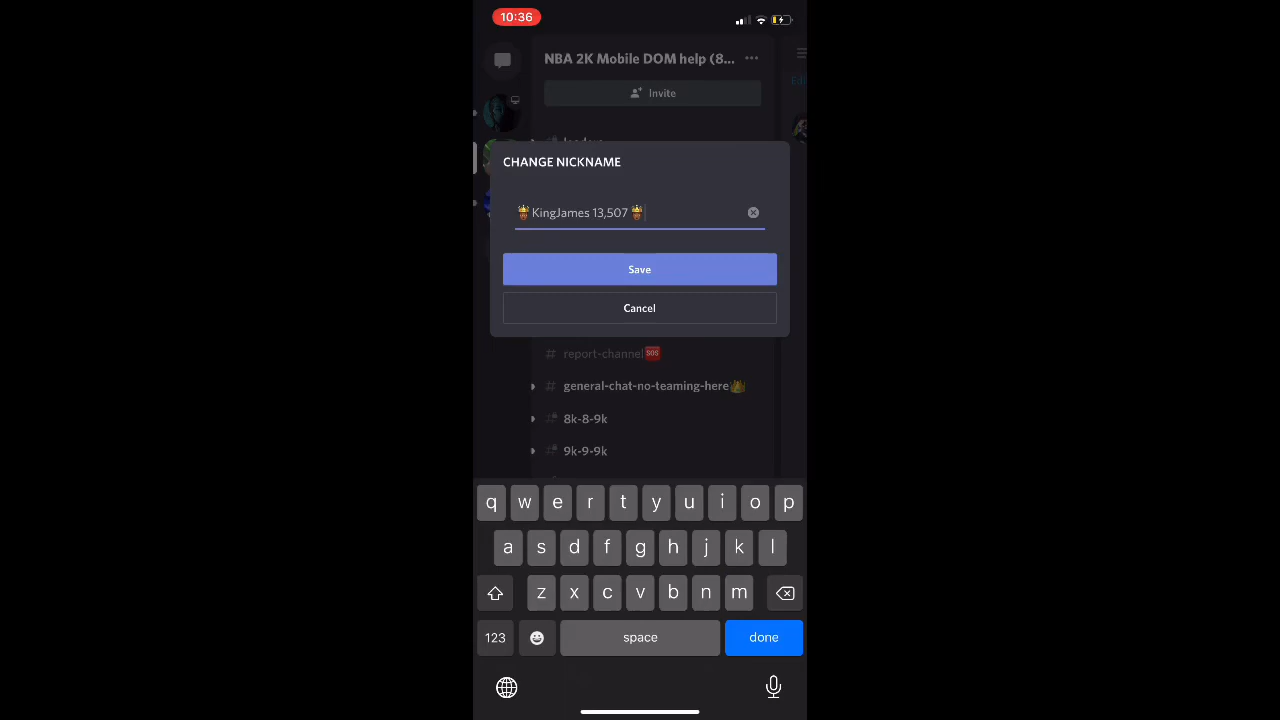 10:36
NBA 2K Mobile DOM help (8...
Invite
CHANGE NICKNAME
🤴🏾KingJames 13,507🤴🏾
Save
Cancel
# report-channel🆘
# general-chat-no-teaming-here👑
8k-8-9k
9k-9-9k
q w e r t y u i o p
a s d f g h j k l
z x c v b n m
123 space done